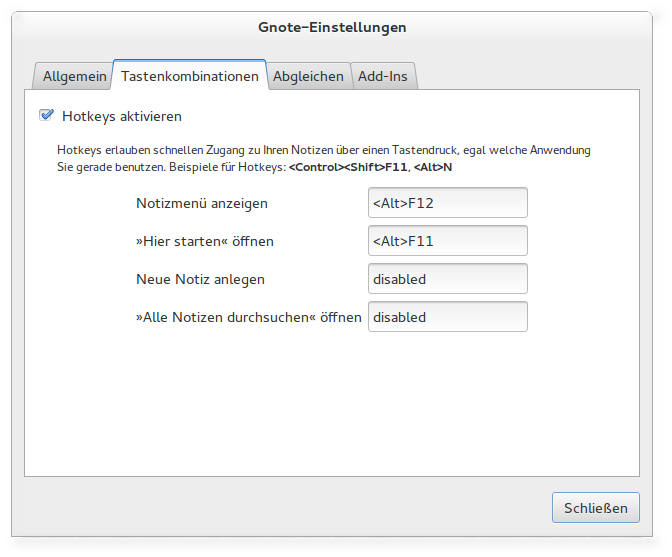 Gnote-Einstellungen
Allgemein Tastenkombinationen Abgleichen Add-Ins
Hotkeys aktivieren
Hotkeys erlauben schnellen Zugang zu Ihren Notizen über einen Tastendruck, egal welche Anwendung
Sie gerade benutzen. Beispiele für Hotkeys: <Control><Shift>F11, <Alt>N
Notizmenü anzeigen <Alt>F12
»Hier starten« öffnen <Alt>F11
Neue Notiz anlegen disabled
»Alle Notizen durchsuchen« öffnen disabled
Schließen